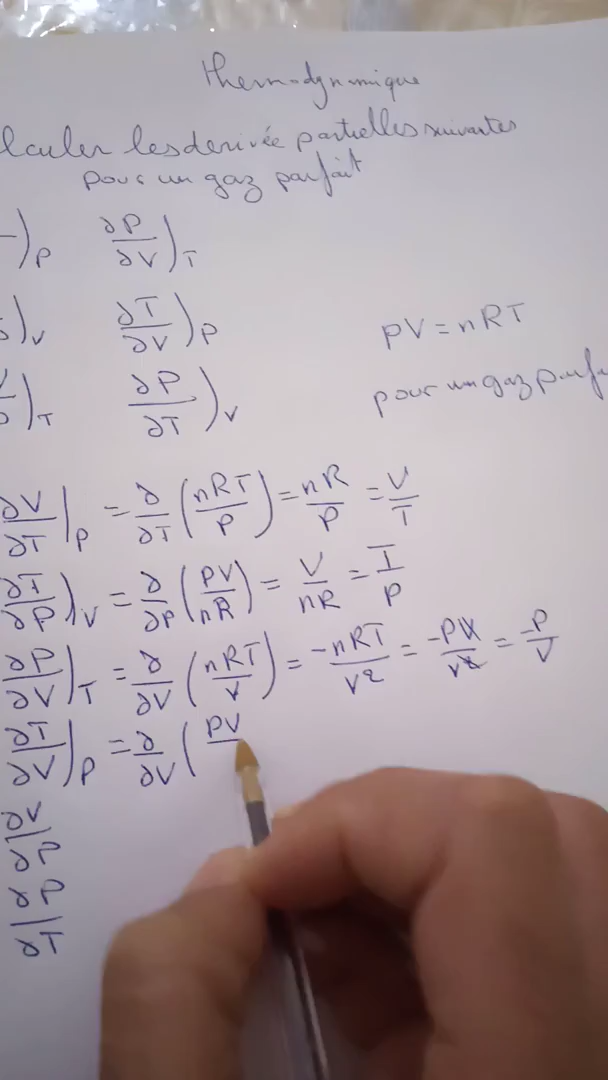 thermodynamique
lculer les derivée partielles suivantes
pour un gaz parfait
)P ∂P/∂V)T
)V ∂T/∂V)P PV = nRT
)T ∂P/∂T)V pour un gaz parfa
∂V/∂T|P = ∂/∂T (nRT/P) = nR/P = V/T
∂T/∂P)V = ∂/∂P (PV/nR) = V/nR = T/P
∂P/∂V)T = ∂/∂V (nRT/V) = -nRT/V² = -PV/V² = -P/V
∂T/∂V)P = ∂/∂V (PV
∂V
∂P
∂P
∂T